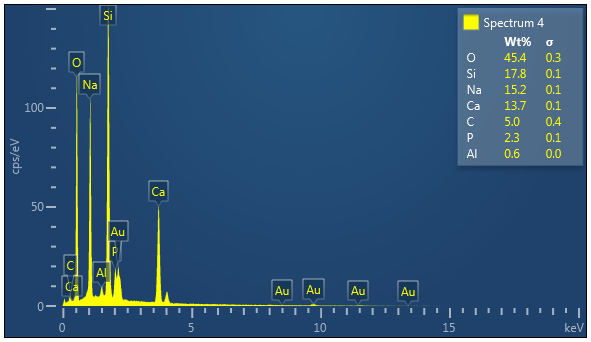 Spectrum 4
Wt% σ
O 45.4 0.3
Si 17.8 0.1
Na 15.2 0.1
Ca 13.7 0.1
C 5.0 0.4
P 2.3 0.1
Al 0.6 0.0
Si
O
Na
100
cps/eV
Ca
50
Au
P
C
Al
Ca
Au
Au
Au
Au
0
0 5 10 15 keV